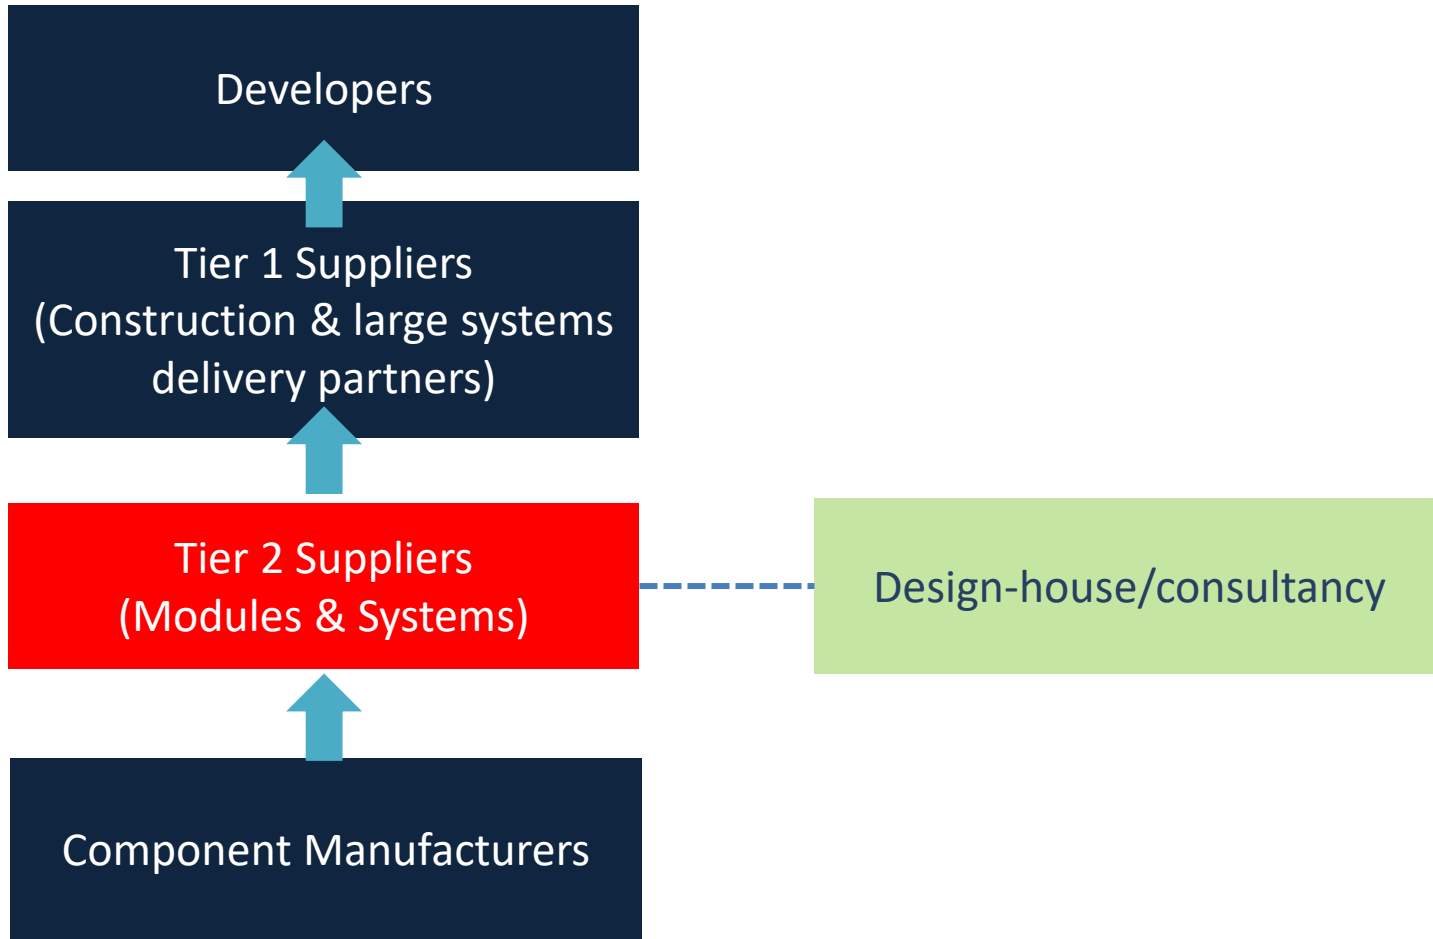 Developers
Tier 1 Suppliers
(Construction & large systems
delivery partners)
Tier 2 Suppliers
(Modules & Systems)
Design-house/consultancy
Component Manufacturers